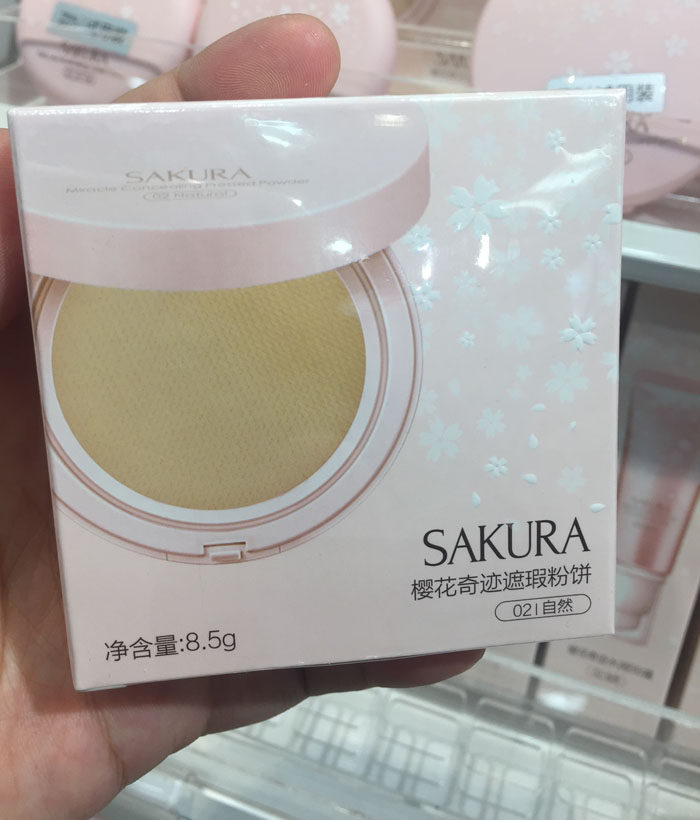 SAKURA
SAKURA
Miracle Concealing Pressed Powder
02 Natural
SAKURA
樱花奇迹遮瑕粉饼
02|自然
净含量:8.5g